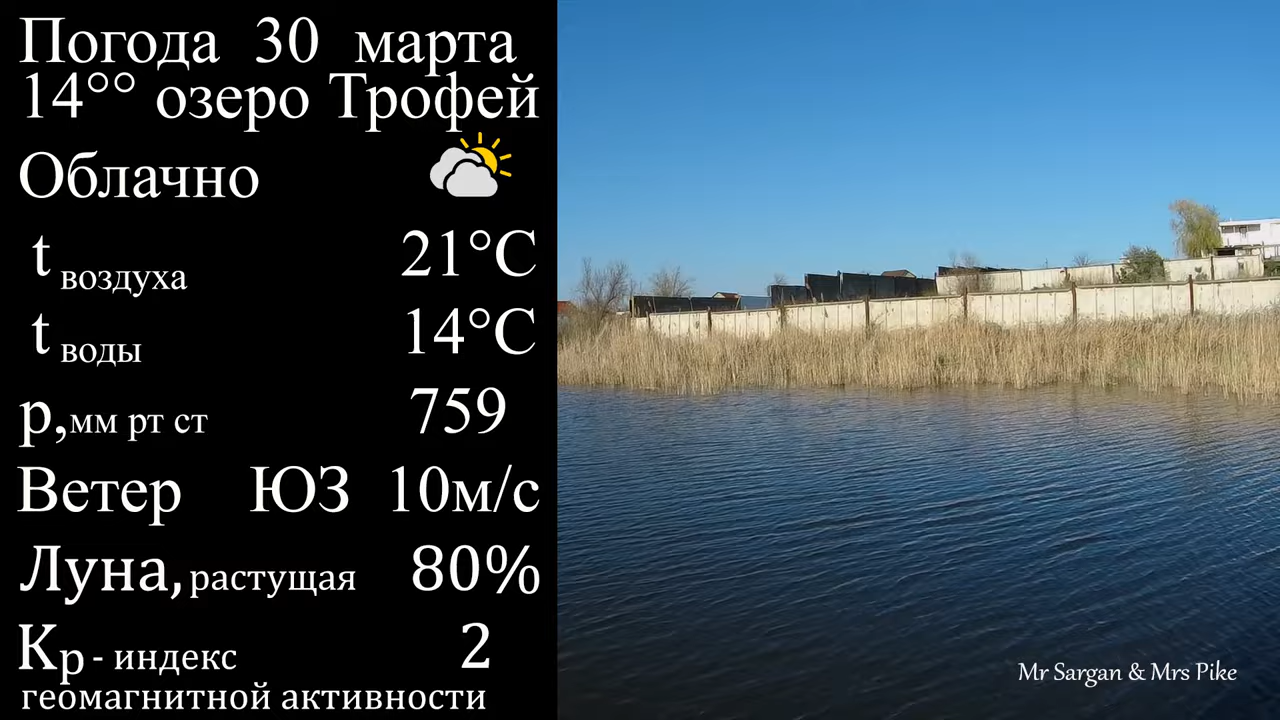 Погода 30 марта
14°° озеро Трофей
Облачно
t воздуха 21°C
t воды 14°C
р,мм рт ст 759
Ветер ЮЗ 10м/с
Луна, растущая 80%
Кр - индекс 2
геомагнитной активности
Mr Sargan & Mrs Pike